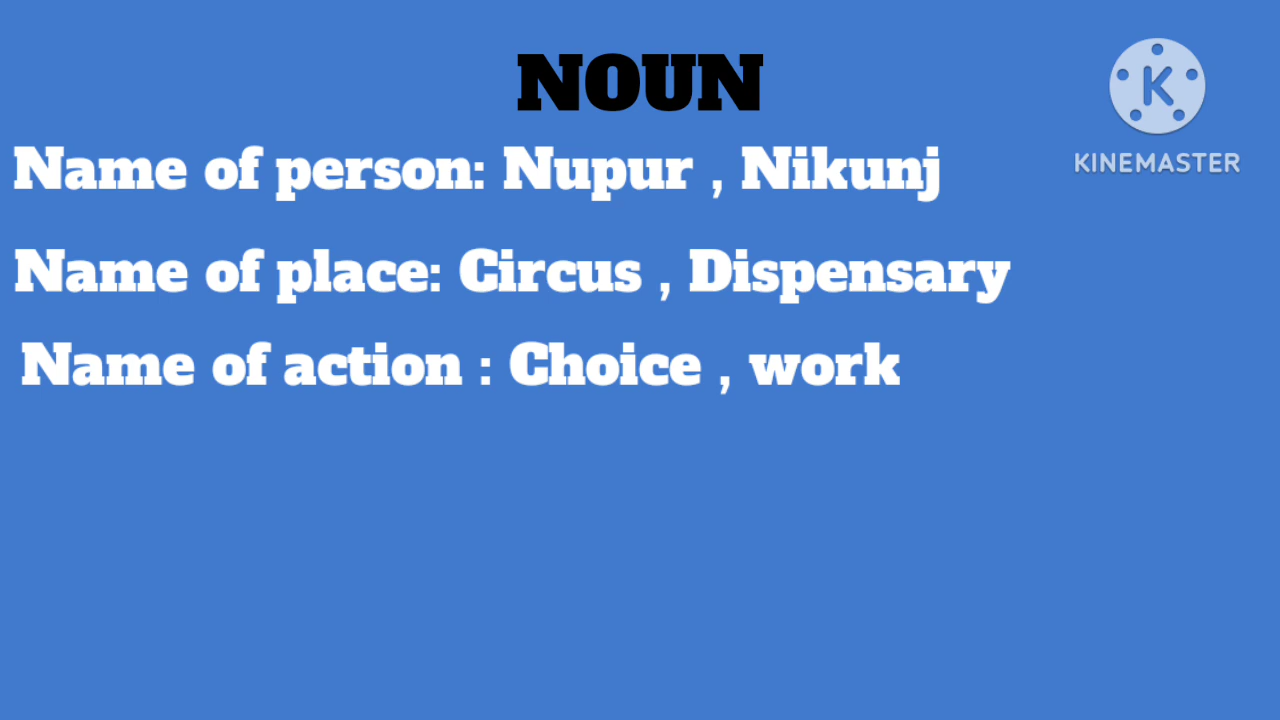 NOUN
K
KINEMASTER
Name of person: Nupur , Nikunj
Name of place: Circus , Dispensary
Name of action : Choice , work